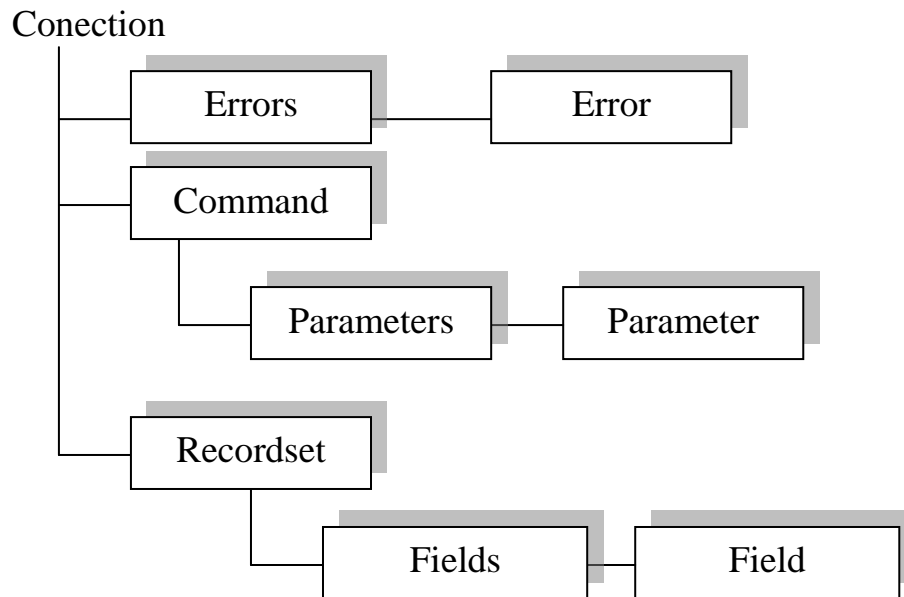 Conection
Errors
Error
Command
Parameters
Parameter
Recordset
Fields
Field